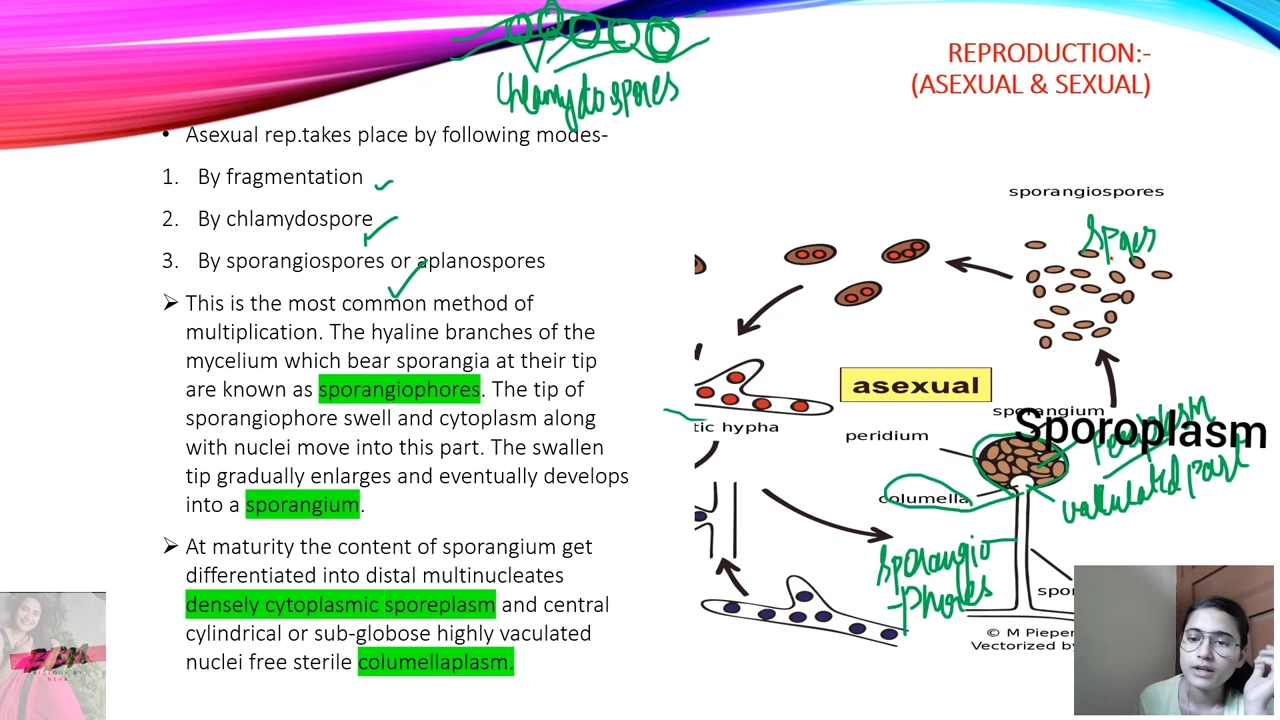 REPRODUCTION:-
(ASEXUAL & SEXUAL)
Chlamydospores
• Asexual rep.takes place by following modes-
1. By fragmentation
2. By chlamydospore
3. By sporangiospores or aplanospores
➢ This is the most common method of
multiplication. The hyaline branches of the
mycelium which bear sporangia at their tip
are known as sporangiophores. The tip of
sporangiophore swell and cytoplasm along
with nuclei move into this part. The swallen
tip gradually enlarges and eventually develops
into a sporangium.
➢ At maturity the content of sporangium get
differentiated into distal multinucleates
densely cytoplasmic sporeplasm and central
cylindrical or sub-globose highly vaculated
nuclei free sterile columellaplasm.
sporangiospores
Spores
asexual
sporangium
Sporoplasm
tic hypha
peridium
columella
vacculated part
Sporangio
-phores
spo
© M Pieper
Vectorized by
BIOLOGY BY
NEHA